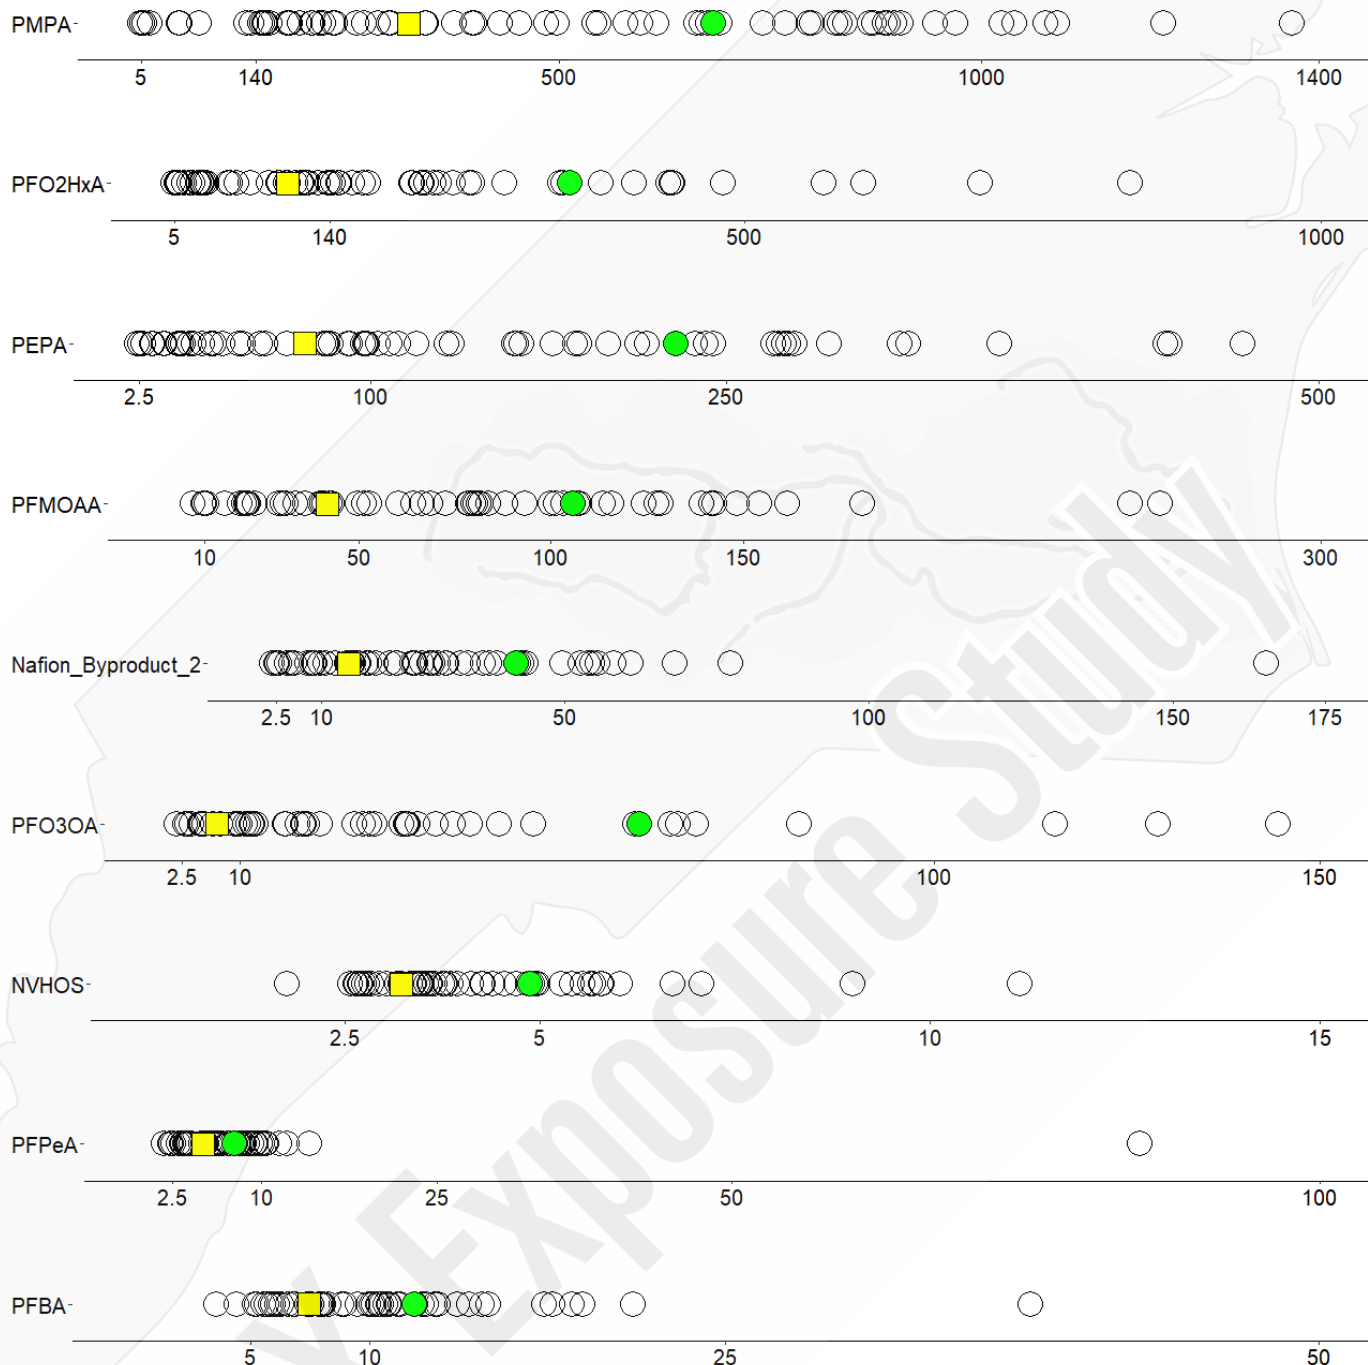 PMPA
5 140 500 1000 1400
PFO2HxA
5 140 500 1000
PEPA
2.5 100 250 500
PFMOAA
10 50 100 150 300
Nafion_Byproduct_2
2.5 10 50 100 150 175
PFO3OA
2.5 10 100 150
NVHOS
2.5 5 10 15
PFPeA
2.5 10 25 50 100
PFBA
5 10 25 50
Exposure Study